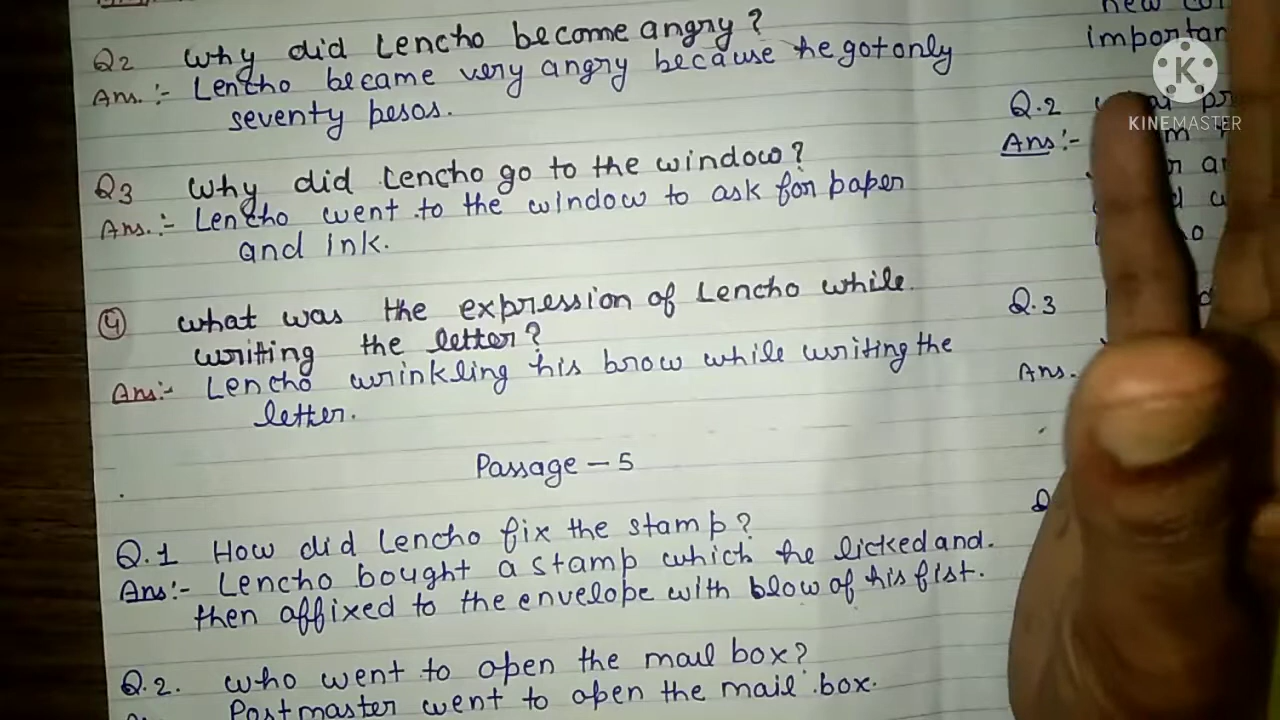 Q2 Why did Lencho become angry?
Ans.:- Lencho became very angry because he got only
seventy pesos.
Q3 Why did Lencho go to the window?
Ans.:- Lencho went to the window to ask for paper
and ink.
4 What was the expression of Lencho while
writing the letter?
Ans:- Lencho wrinkling his brow while writing the
letter.
Passage - 5
Q.1 How did Lencho fix the stamp?
Ans:- Lencho bought a stamp which he licked and.
then affixed to the envelope with blow of his fist.
Q.2. Who went to open the mail box?
Postmaster went to open the mail box.
new
Q.2
Ans:-
Q.3
Ans.
K
KINEMASTER